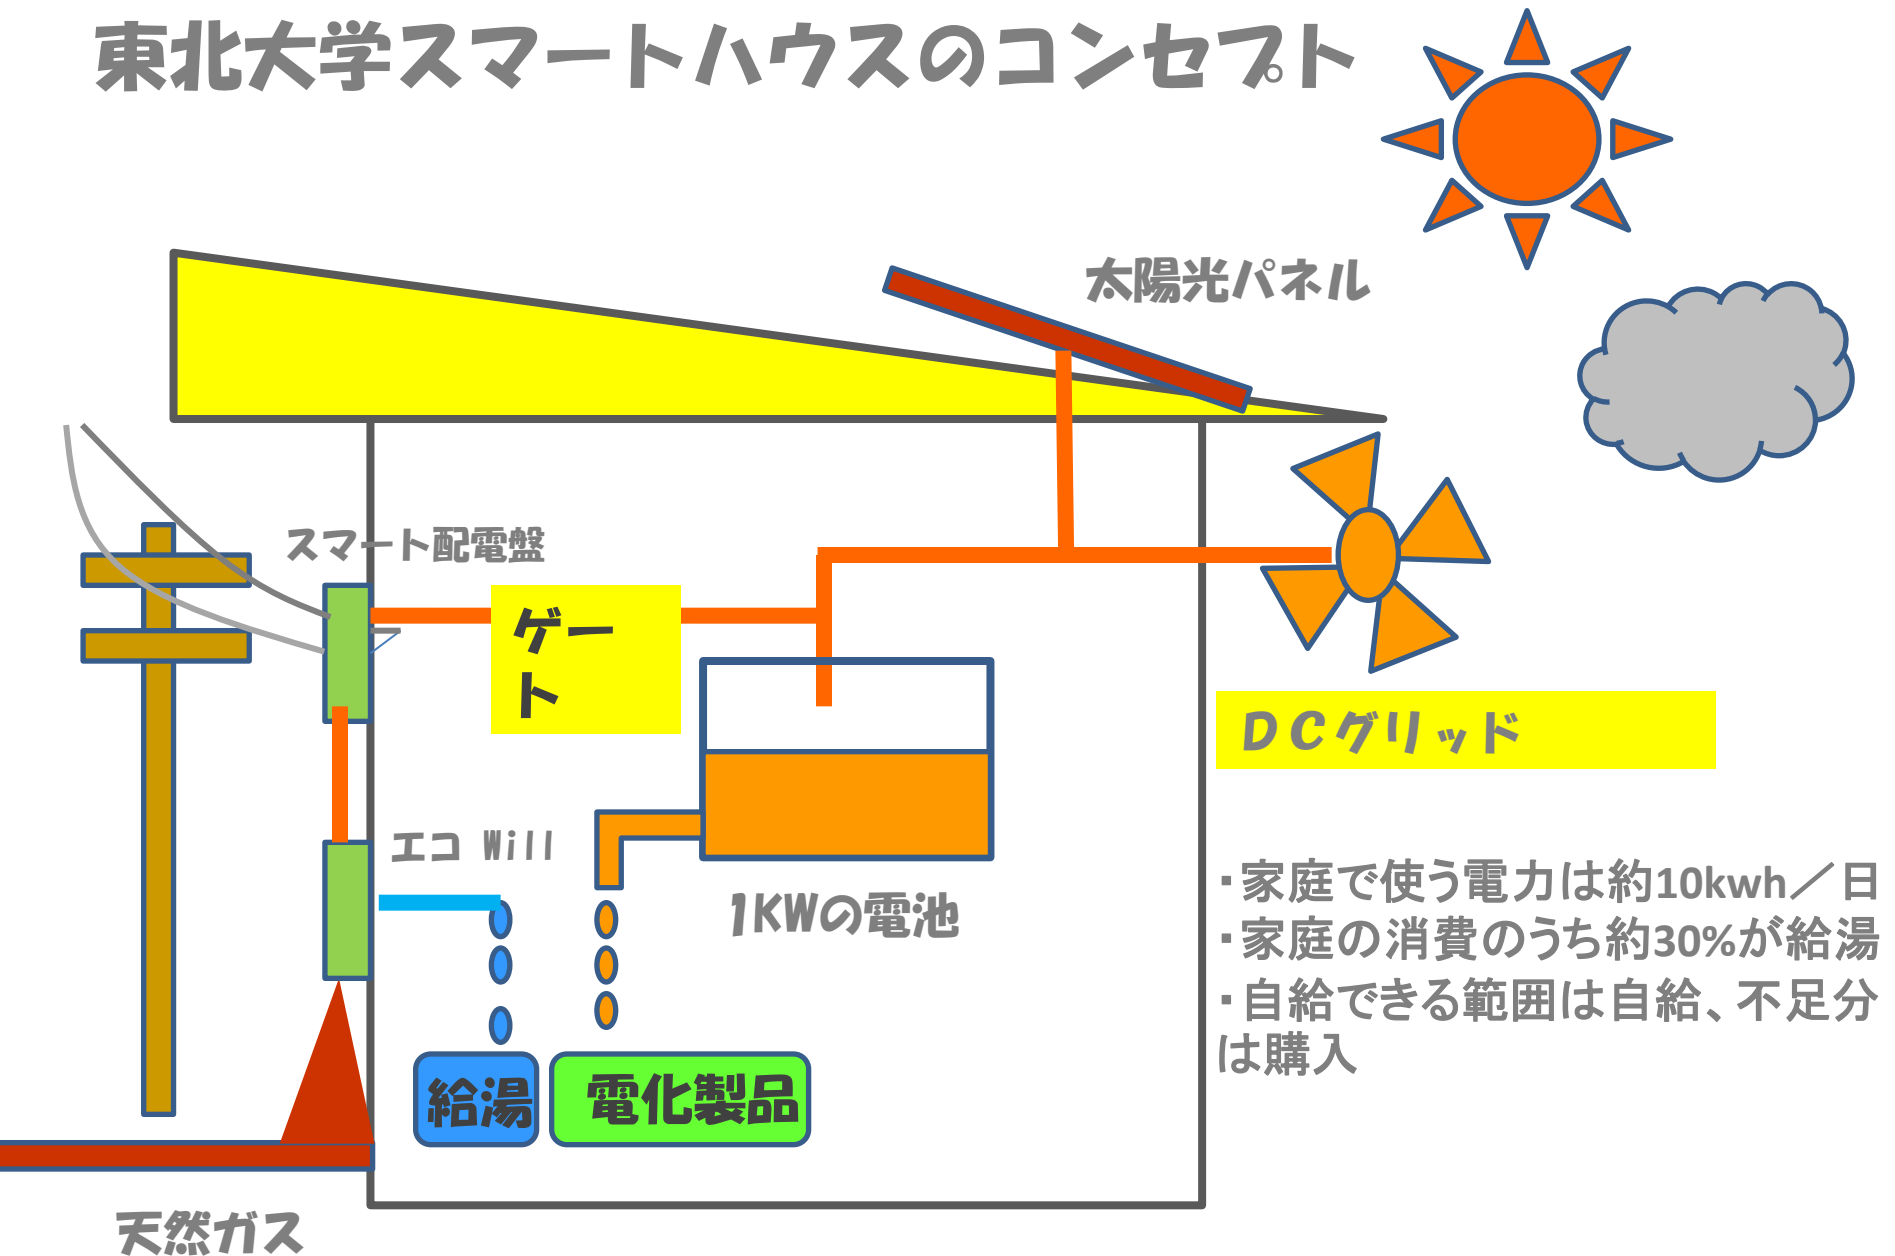 東北大学スマートハウスのコンセプト
太陽光パネル
スマート配電盤
ゲー
ト
DCグリッド
エコ Will
1KWの電池
・家庭で使う電力は約10kwh／日
・家庭の消費のうち約30%が給湯
・自給できる範囲は自給、不足分
は購入
給湯
電化製品
天然ガス